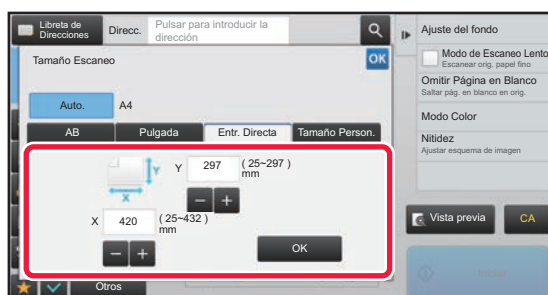 Libreta de
Direcciones
Direcc.
Pulsar para introducir la
dirección
Tamaño Escaneo
OK
Auto.
A4
AB
Pulgada
Entr. Directa
Tamaño Person.
Y
Y
297
( 25~297 )
mm
X
X
420
( 25~432 )
mm
OK
Otros
Ajuste del fondo
Modo de Escaneo Lento
Escanear orig. papel fino
Omitir Página en Blanco
Saltar pág. en blanco en orig.
Modo Color
Nitidez
Ajustar esquema de imagen
Vista previa
CA